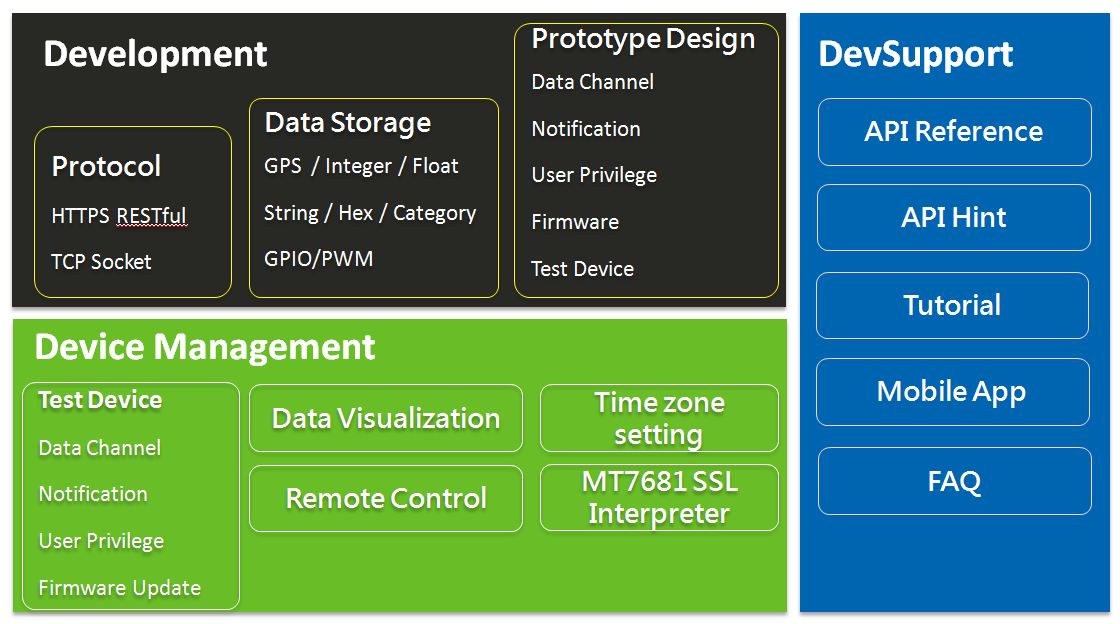 Development
Protocol
HTTPS RESTful
TCP Socket
Data Storage
GPS / Integer / Float
String / Hex / Category
GPIO/PWM
Prototype Design
Data Channel
Notification
User Privilege
Firmware
Test Device
Device Management
Test Device
Data Channel
Notification
User Privilege
Firmware Update
Data Visualization
Remote Control
Time zone
setting
MT7681 SSL
Interpreter
DevSupport
API Reference
API Hint
Tutorial
Mobile App
FAQ